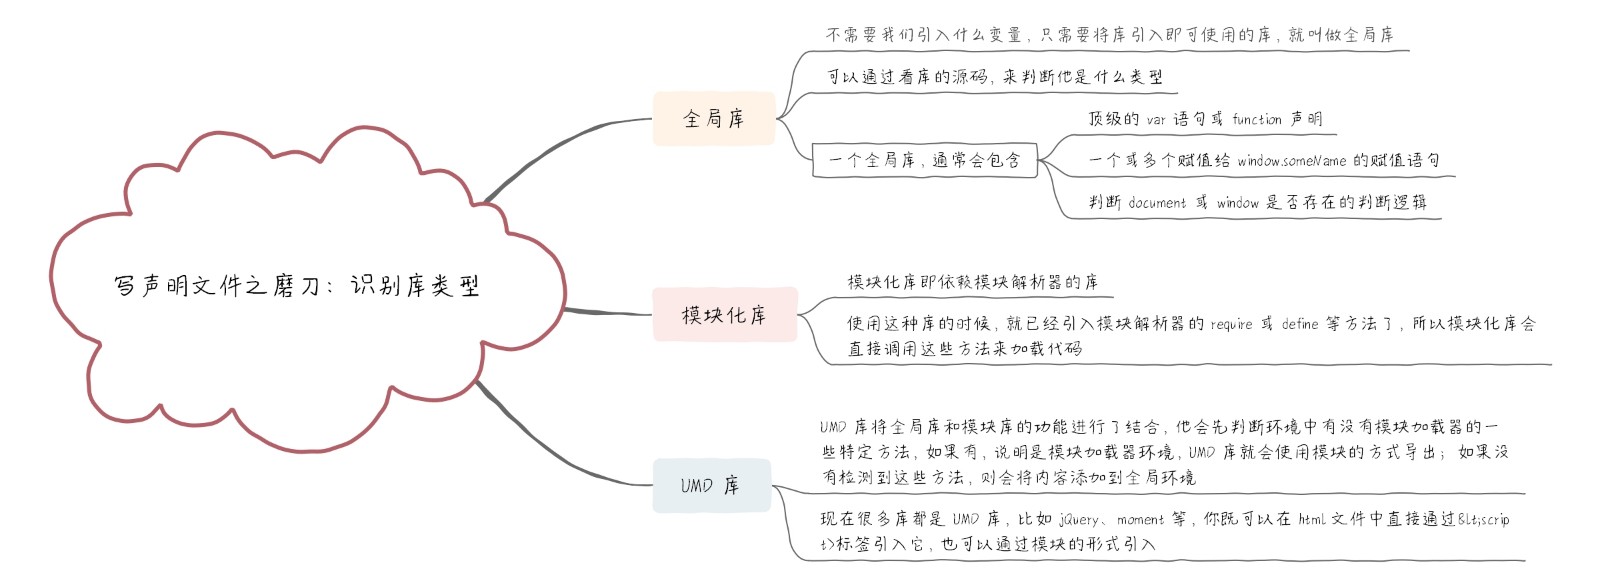 写声明文件之磨刀：识别库类型
全局库
不需要我们引入什么变量，只需要将库引入即可使用的库，就叫做全局库
可以通过看库的源码，来判断他是什么类型
一个全局库，通常会包含
顶级的 var 语句或 function 声明
一个或多个赋值给 window.someName 的赋值语句
判断 document 或 window 是否存在的判断逻辑
模块化库
模块化库即依赖模块解析器的库
使用这种库的时候，就已经引入模块解析器的 require 或 define 等方法了，所以模块化库会
直接调用这些方法来加载代码
UMD 库
UMD 库将全局库和模块库的功能进行了结合，他会先判断环境中有没有模块加载器的一
些特定方法，如果有，说明是模块加载器环境，UMD 库就会使用模块的方式导出；如果没
有检测到这些方法，则会将内容添加到全局环境
现在很多库都是 UMD 库，比如 jQuery、moment 等，你既可以在 html 文件中直接通过&lt;scrip
t>标签引入它，也可以通过模块的形式引入